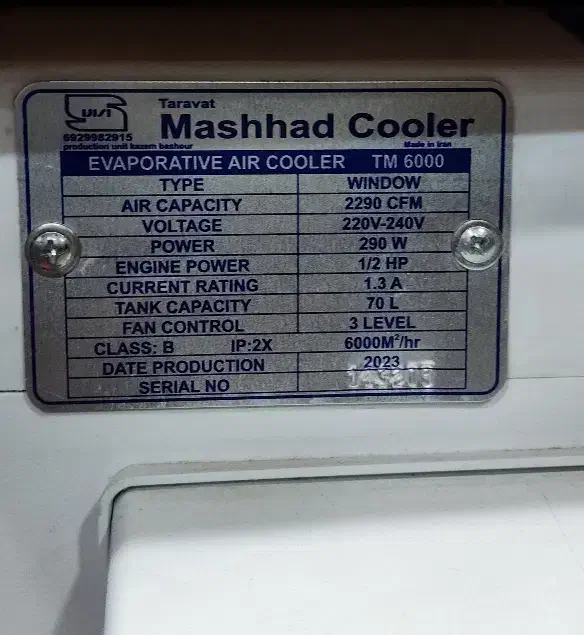 Taravat
Mashhad Cooler
6929982915
production unit kazem bashour
Made in Iran
EVAPORATIVE AIR COOLER TM 6000
TYPE WINDOW
AIR CAPACITY 2290 CFM
VOLTAGE 220V-240V
POWER 290 W
ENGINE POWER 1/2 HP
CURRENT RATING 1.3 A
TANK CAPACITY 70 L
FAN CONTROL 3 LEVEL
CLASS: B IP:2X 6000M²/hr
DATE PRODUCTION 2023
SERIAL NO